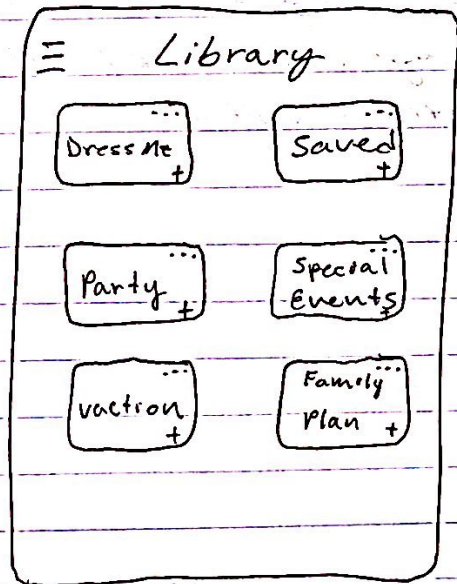 Library
Dress Me
Saved
Party
Special
Events
vaction
Family
Plan